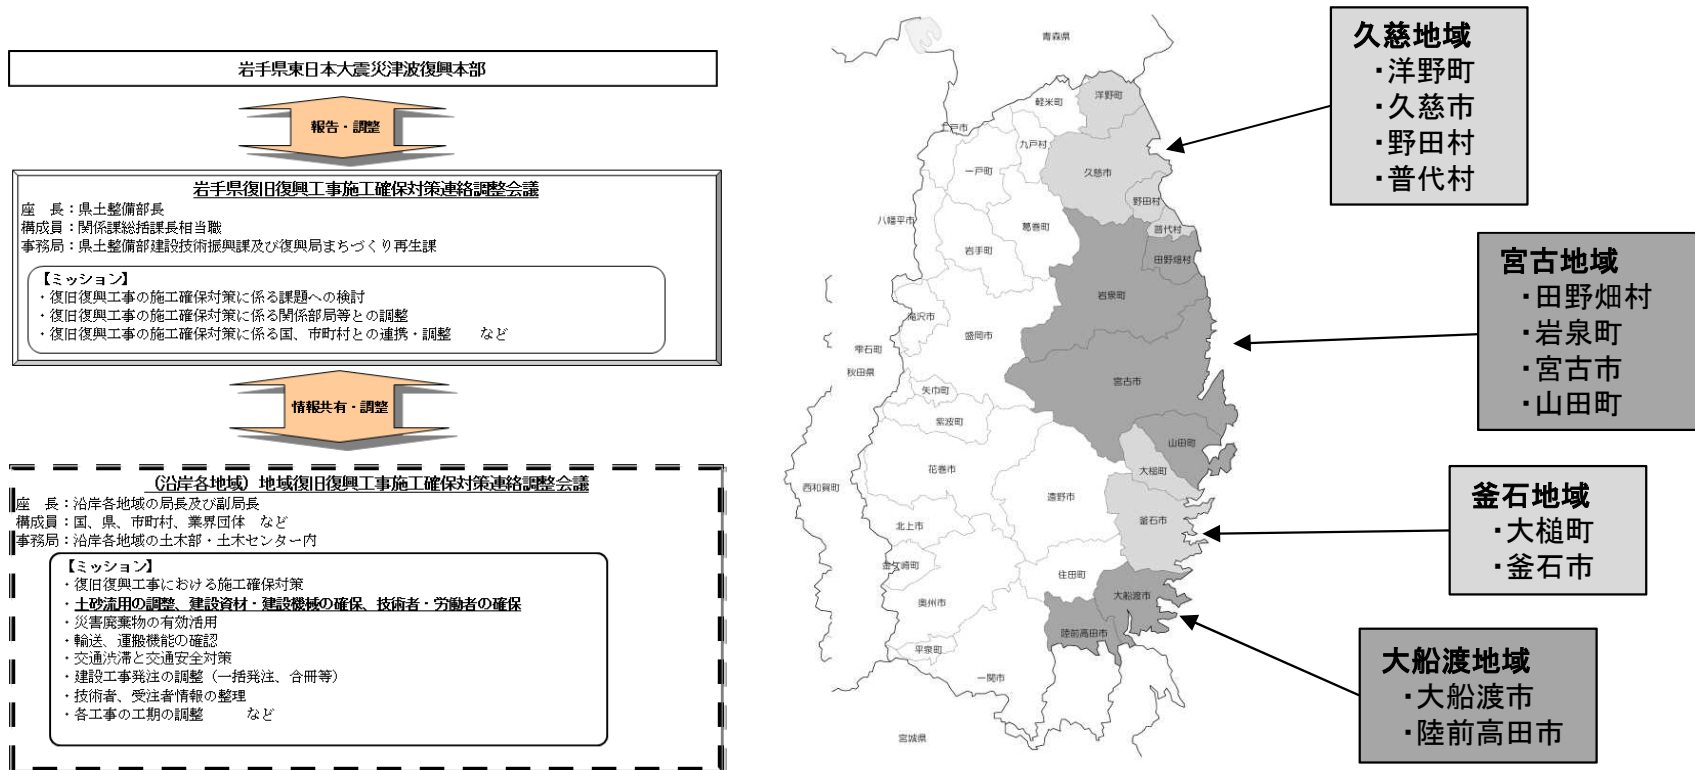 岩手県東日本大震災津波復興本部
報告・調整
岩手県復旧復興工事施工確保対策連絡調整会議
座　長：県土整備部長
構成員：関係課総括課長相当職
事務局：県土整備部建設技術振興課及び復興局まちづくり再生課
【ミッション】
・復旧復興工事の施工確保対策に係る課題への検討
・復旧復興工事の施工確保対策に係る関係部局等との調整
・復旧復興工事の施工確保対策に係る国、市町村との連携・調整　　など
情報共有・調整
（沿岸各地域）地域復旧復興工事施工確保対策連絡調整会議
座　長：沿岸各地域の局長及び副局長
構成員：国、県、市町村、業界団体　など
事務局：沿岸各地域の土木部・土木センター内
【ミッション】
・復旧復興工事における施工確保対策
・土砂流用の調整、建設資材・建設機械の確保、技術者・労働者の確保
・災害廃棄物の有効活用
・輸送、運搬機能の確認
・交通渋滞と交通安全対策
・建設工事発注の調整（一括発注、合冊等）
・技術者、受注者情報の整理
・各工事の工期の調整　　　など
青森県
洋野町
軽米町
二戸市
九戸村
一戸町
久慈市
野田村
八幡平市
葛巻町
普代村
岩手町
田野畑村
岩泉町
滝沢市
盛岡市
雫石町
秋田県
宮古市
矢巾町
紫波町
山田町
花巻市
大槌町
西和賀町
遠野市
釜石市
北上市
金ケ崎町
住田町
大船渡市
奥州市
陸前高田市
平泉町
一関市
宮城県
久慈地域
・洋野町
・久慈市
・野田村
・普代村
宮古地域
・田野畑村
・岩泉町
・宮古市
・山田町
釜石地域
・大槌町
・釜石市
大船渡地域
・大船渡市
・陸前高田市